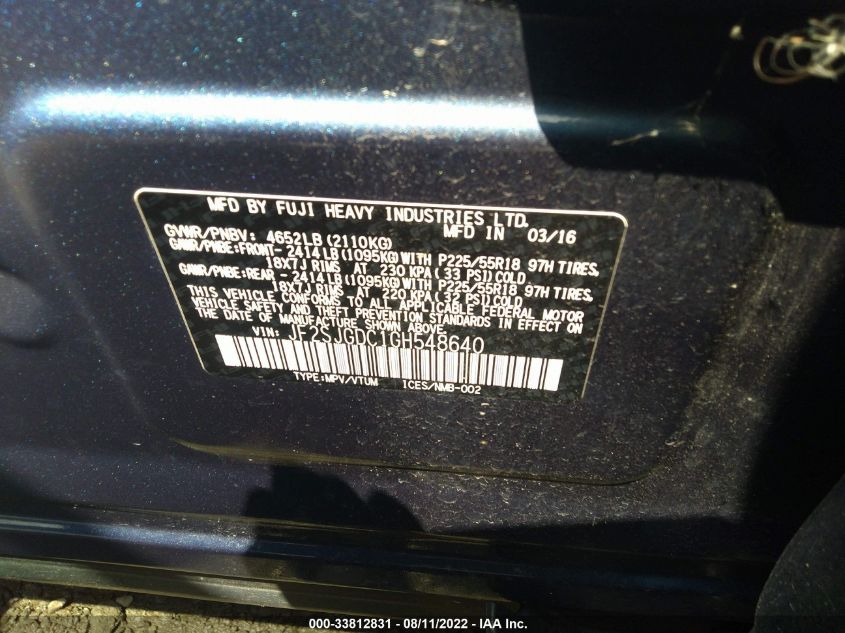 MFD BY FUJI HEAVY INDUSTRIES LTD.
MFD IN 03/16
GVWR/PNBV: 4652LB(2110KG)
GAWR/PNBE:FRONT- 2414LB(1095KG)WITH P225/55R18 97H TIRES,
18X7J RIMS AT 230 KPA(33 PSI)COLD
GAWR/PNBE:REAR - 2414LB(1095KG)WITH P225/55R18 97H TIRES,
18X7J RIMS AT 220 KPA(32 PSI)COLD
THIS VEHICLE CONFORMS TO ALL APPLICABLE FEDERAL MOTOR
VEHICLE SAFETY AND THEFT PREVENTION STANDARDS IN EFFECT ON
THE DATE OF MANUFACTURE SHOWN ABOVE.
VIN: JF2SJGDC1GH548640
TYPE:MPV/VTUM ICES/NMB-002
000-33812831 - 08/11/2022 - IAA Inc.